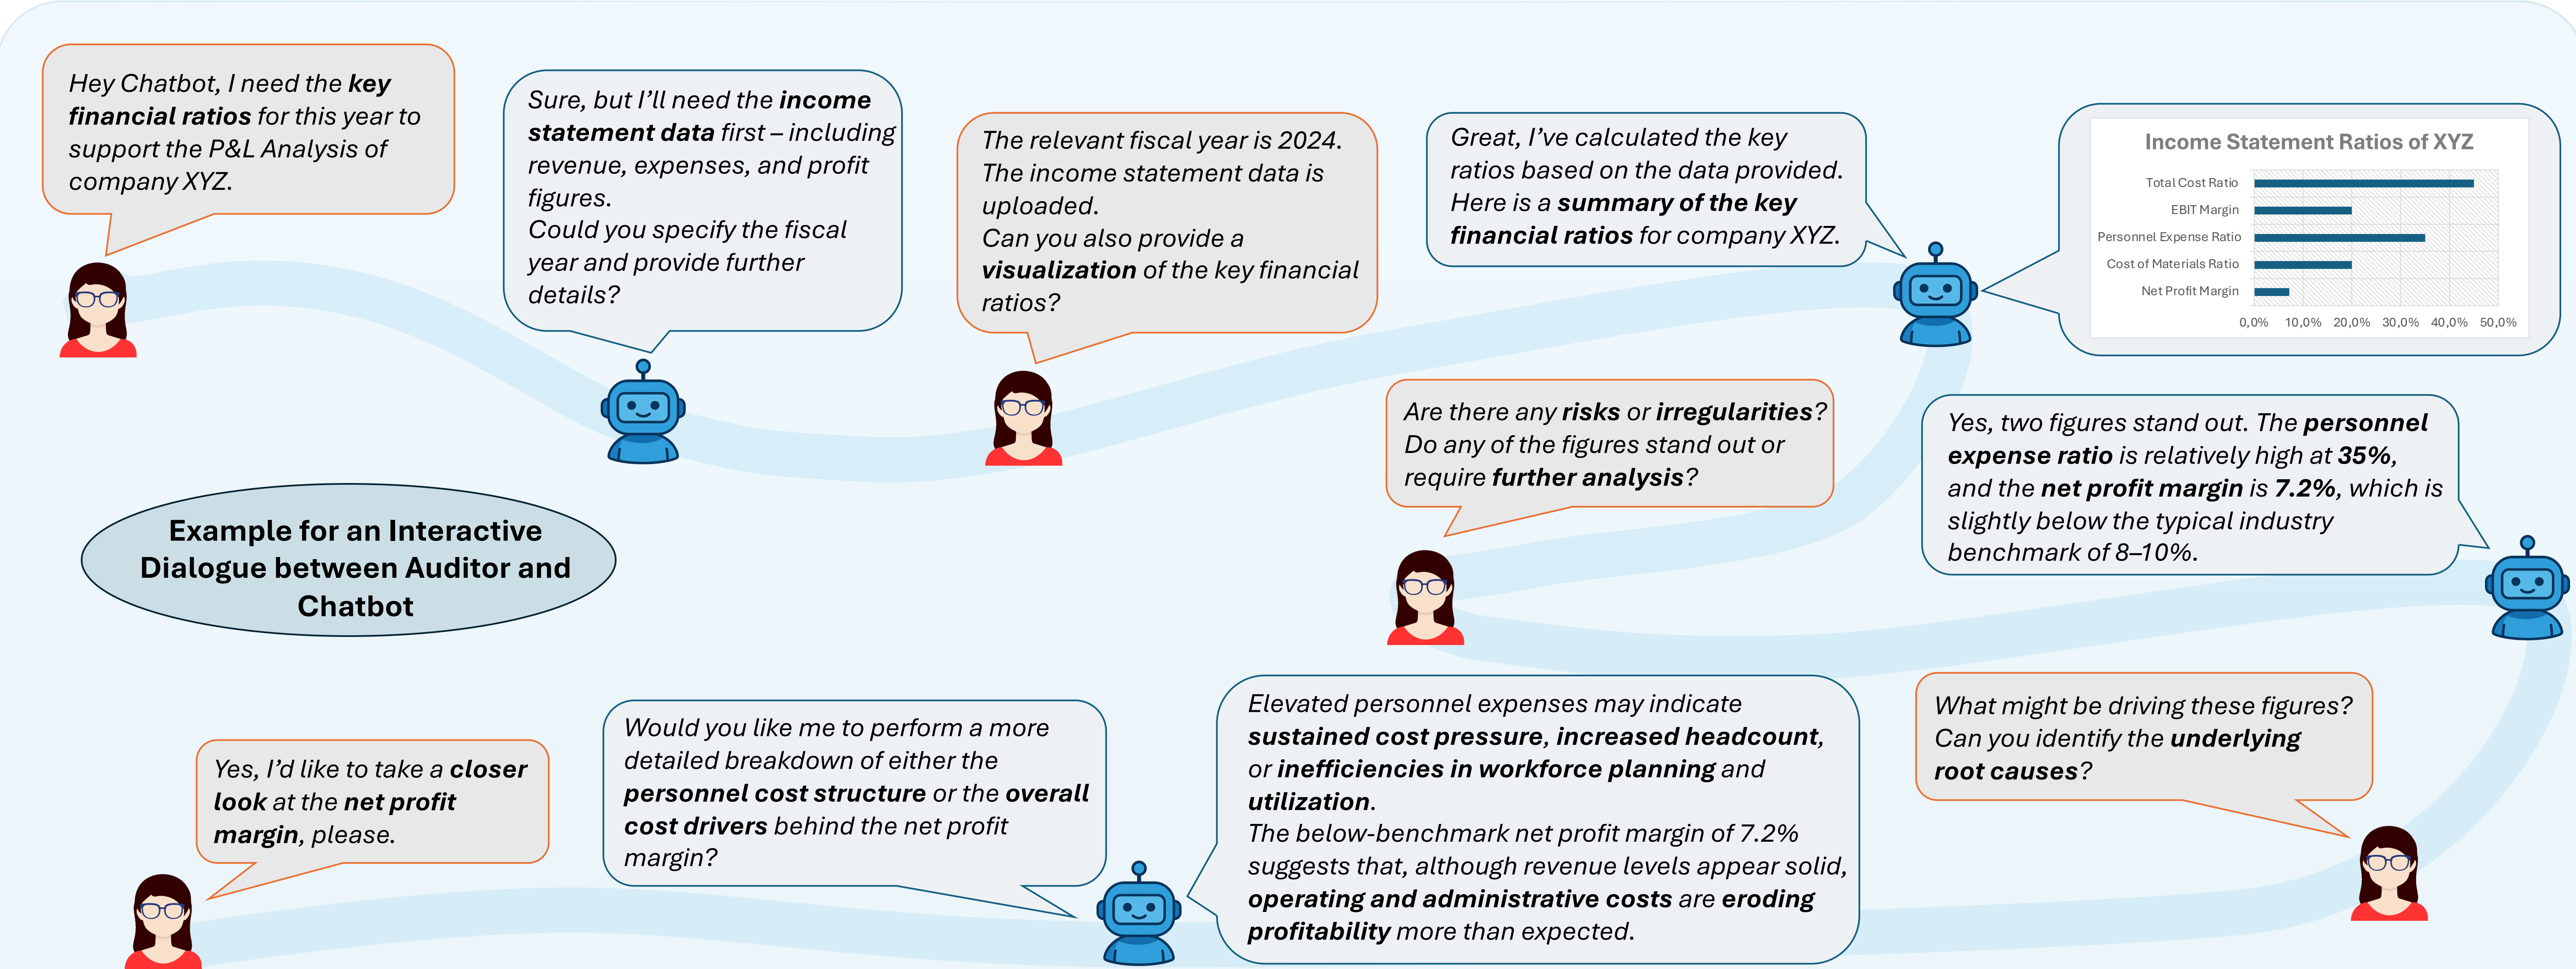 Hey Chatbot, I need the key
financial ratios for this year to
support the P&L Analysis of
company XYZ.
Sure, but I’ll need the income
statement data first – including
revenue, expenses, and profit
figures.
Could you specify the fiscal
year and provide further
details?
The relevant fiscal year is 2024.
The income statement data is
uploaded.
Can you also provide a
visualization of the key financial
ratios?
Great, I’ve calculated the key
ratios based on the data provided.
Here is a summary of the key
financial ratios for company XYZ.
Income Statement Ratios of XYZ
Total Cost Ratio
EBIT Margin
Personnel Expense Ratio
Cost of Materials Ratio
Net Profit Margin
0,0% 10,0% 20,0% 30,0% 40,0% 50,0%
Are there any risks or irregularities?
Do any of the figures stand out or
require further analysis?
Yes, two figures stand out. The personnel
expense ratio is relatively high at 35%,
and the net profit margin is 7.2%, which is
slightly below the typical industry
benchmark of 8–10%.
Example for an Interactive
Dialogue between Auditor and
Chatbot
What might be driving these figures?
Can you identify the underlying
root causes?
Elevated personnel expenses may indicate
sustained cost pressure, increased headcount,
or inefficiencies in workforce planning and
utilization.
The below-benchmark net profit margin of 7.2%
suggests that, although revenue levels appear solid,
operating and administrative costs are eroding
profitability more than expected.
Would you like me to perform a more
detailed breakdown of either the
personnel cost structure or the overall
cost drivers behind the net profit
margin?
Yes, I’d like to take a closer
look at the net profit
margin, please.